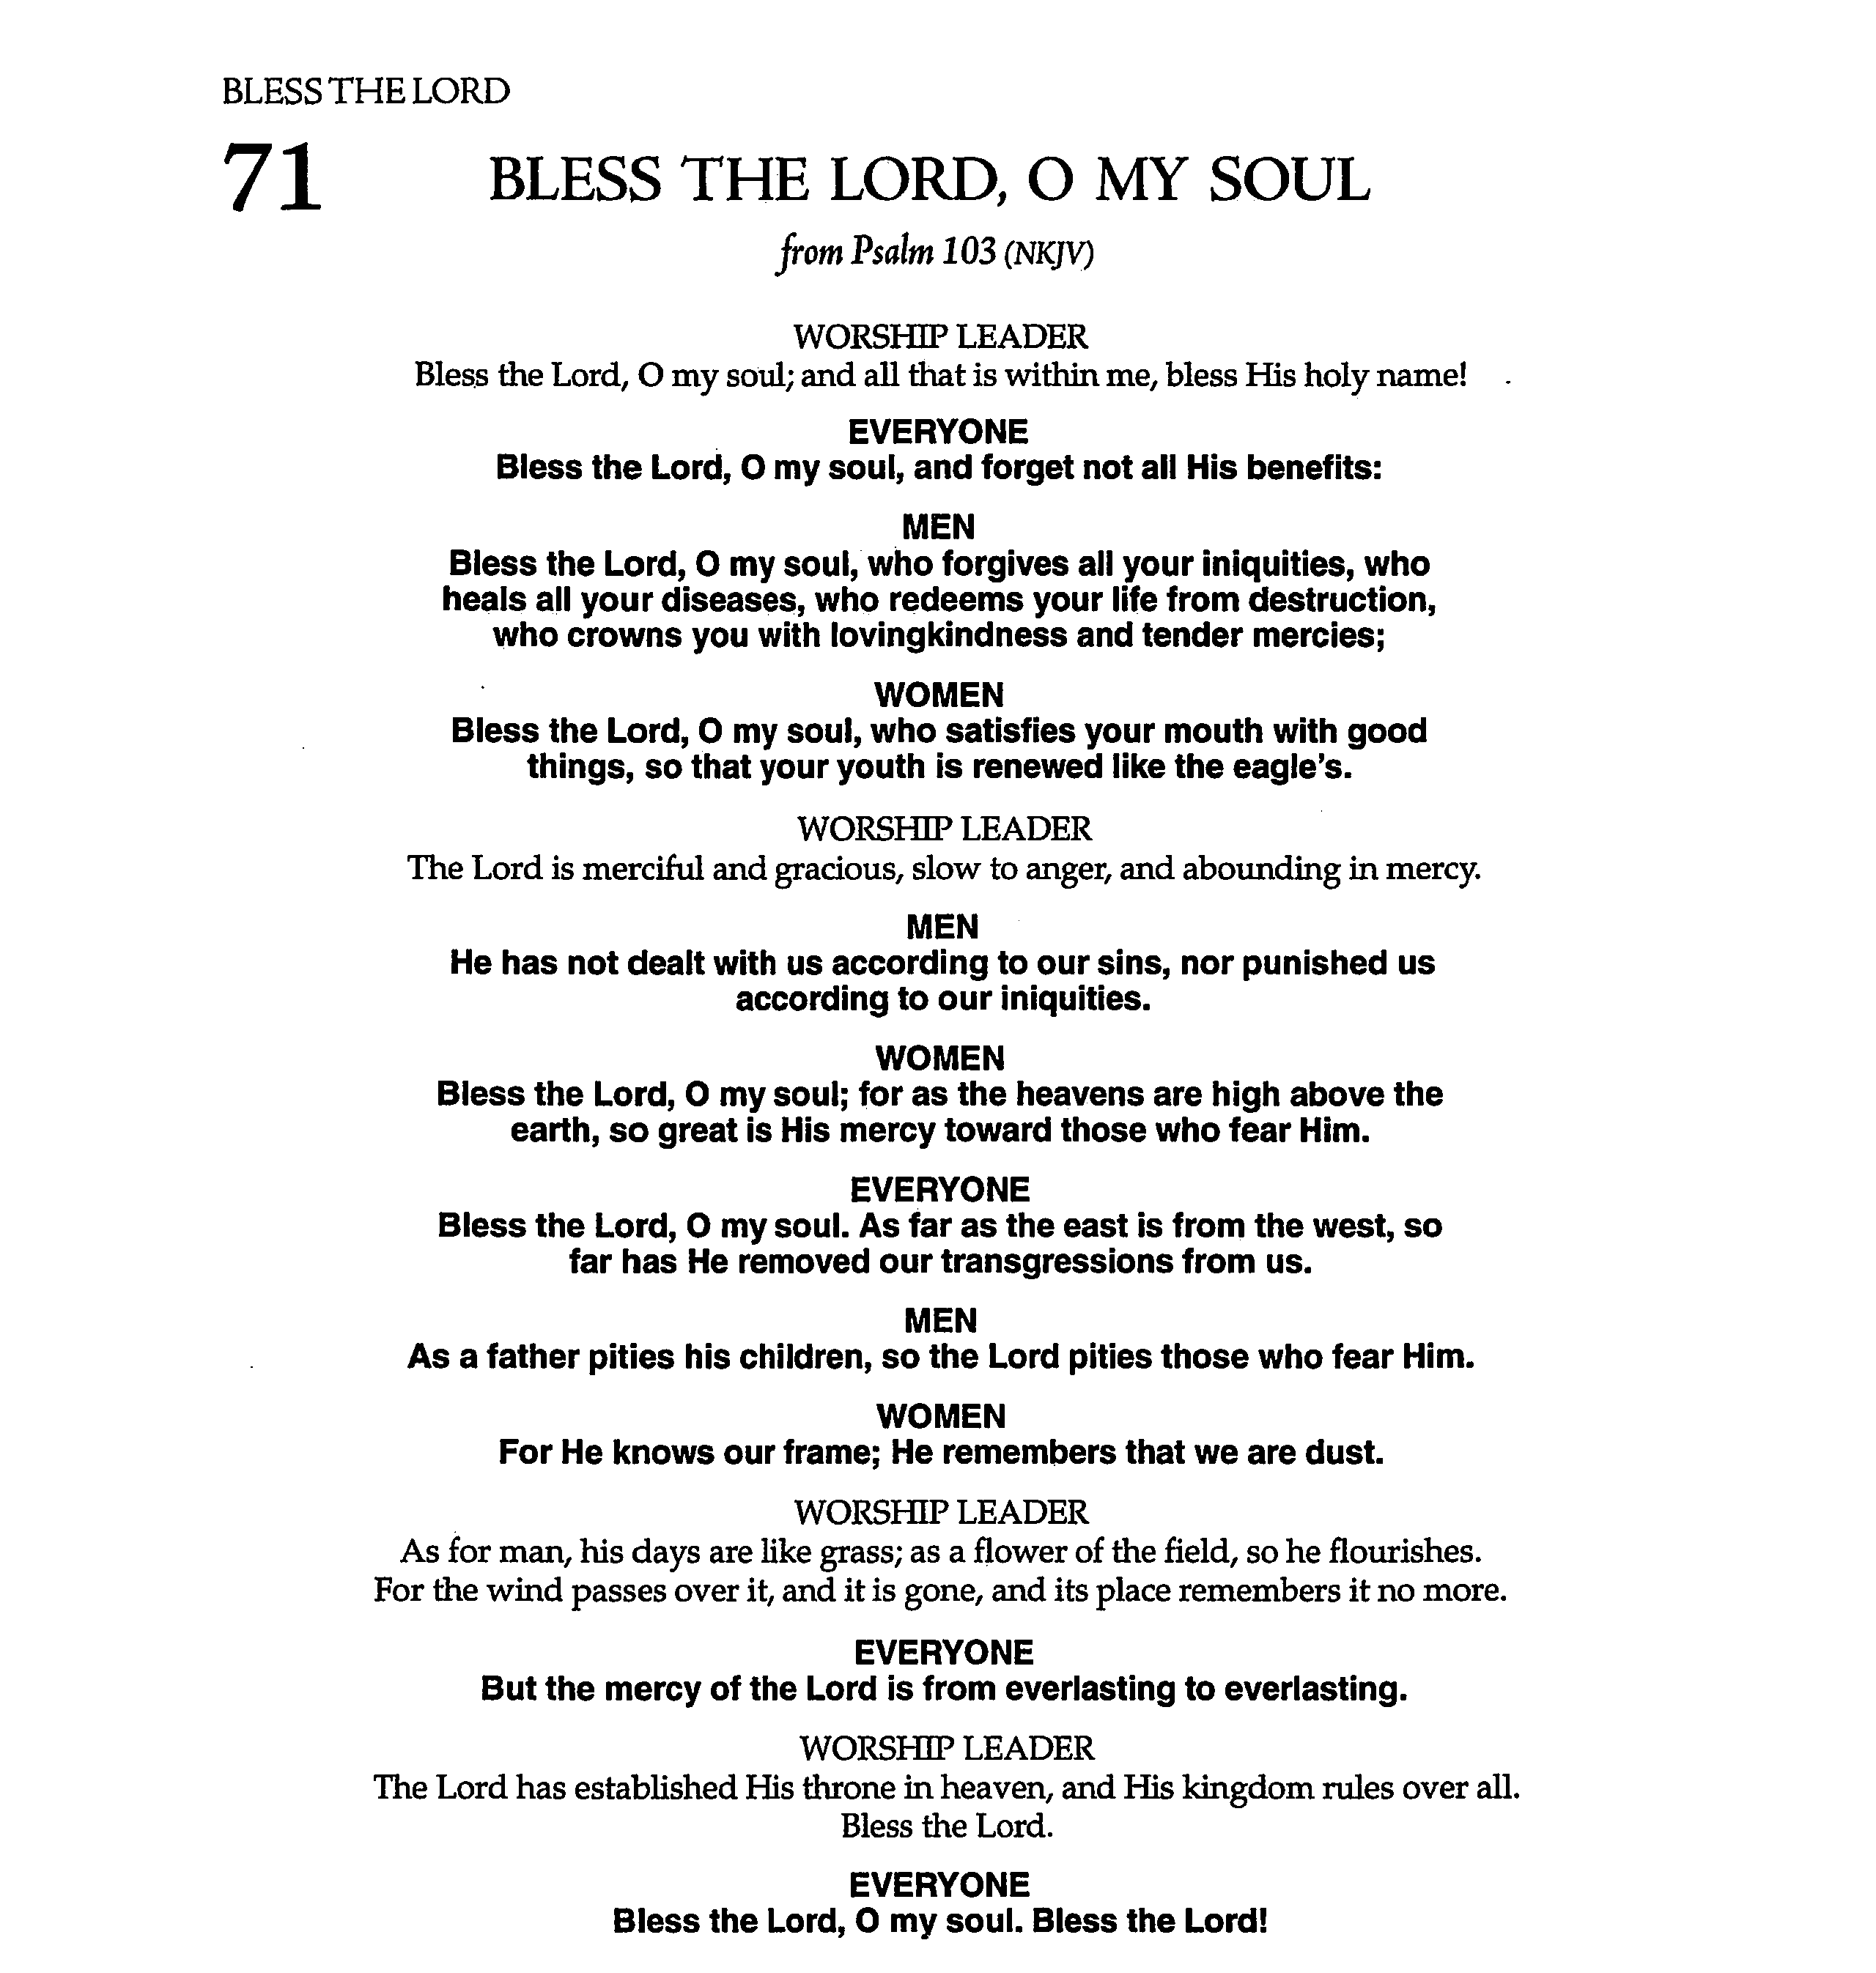 BLESS THE LORD
71 BLESS THE LORD, O MY SOUL
from Psalm 103 (NKJV)
WORSHIP LEADER
Bless the Lord, O my soul; and all that is within me, bless His holy name!
EVERYONE
Bless the Lord, O my soul, and forget not all His benefits:
MEN
Bless the Lord, O my soul, who forgives all your iniquities, who
heals all your diseases, who redeems your life from destruction,
who crowns you with lovingkindness and tender mercies;
WOMEN
Bless the Lord, O my soul, who satisfies your mouth with good
things, so that your youth is renewed like the eagle's.
WORSHIP LEADER
The Lord is merciful and gracious, slow to anger, and abounding in mercy.
MEN
He has not dealt with us according to our sins, nor punished us
according to our iniquities.
WOMEN
Bless the Lord, O my soul; for as the heavens are high above the
earth, so great is His mercy toward those who fear Him.
EVERYONE
Bless the Lord, O my soul. As far as the east is from the west, so
far has He removed our transgressions from us.
MEN
As a father pities his children, so the Lord pities those who fear Him.
WOMEN
For He knows our frame; He remembers that we are dust.
WORSHIP LEADER
As for man, his days are like grass; as a flower of the field, so he flourishes.
For the wind passes over it, and it is gone, and its place remembers it no more.
EVERYONE
But the mercy of the Lord is from everlasting to everlasting.
WORSHIP LEADER
The Lord has established His throne in heaven, and His kingdom rules over all.
Bless the Lord.
EVERYONE
Bless the Lord, O my soul. Bless the Lord!